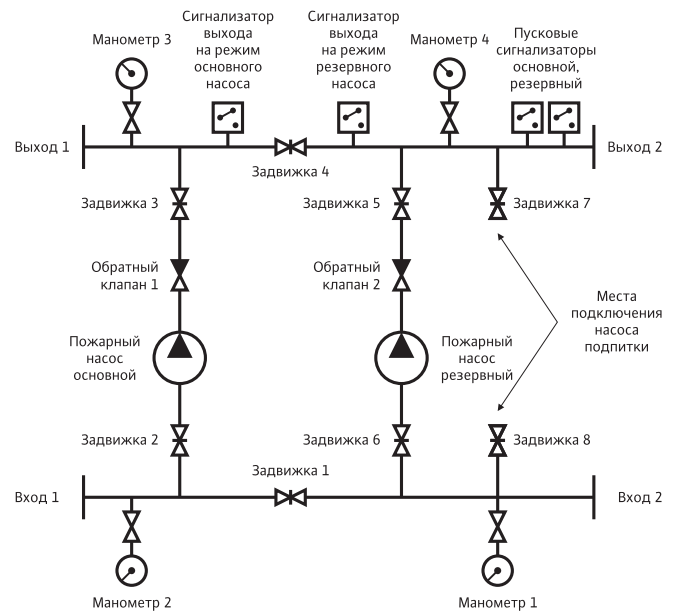 Манометр 3
Сигнализатор
выхода
на режим
основного
насоса
Сигнализатор
выхода
на режим
резервного
насоса
Манометр 4
Пусковые
сигнализаторы
основной,
резервный
Выход 1
Выход 2
Задвижка 4
Задвижка 3
Задвижка 5
Задвижка 7
Обратный
клапан 1
Обратный
клапан 2
Места
подключения
насоса
подпитки
Пожарный
насос
основной
Пожарный
насос
резервный
Задвижка 2
Задвижка 6
Задвижка 8
Задвижка 1
Вход 1
Вход 2
Манометр 2
Манометр 1